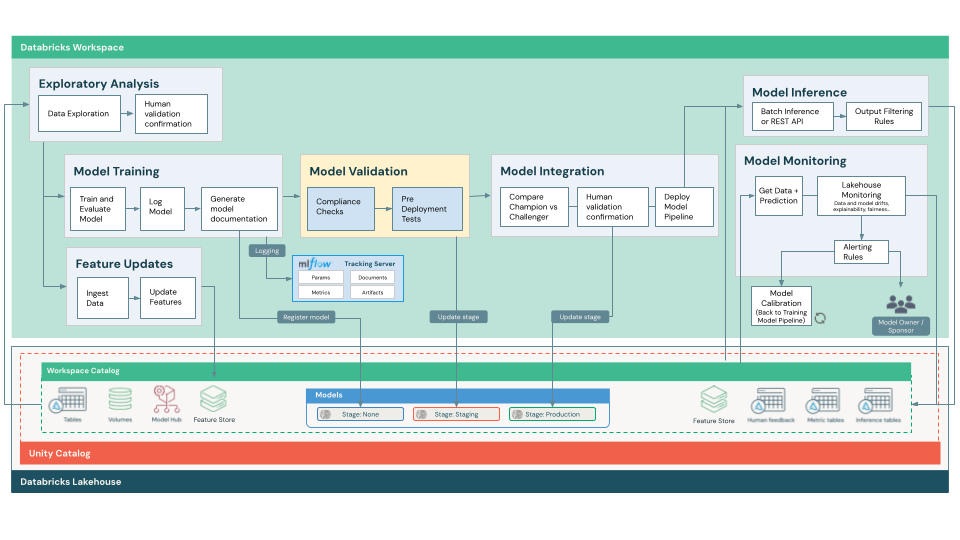 Databricks Workspace
Exploratory Analysis
Data Exploration
Human
validation
confirmation
Model Training
Train and
Evaluate
Model
Log
Model
Generate
model
documentation
Feature Updates
Ingest
Data
Update
Features
Model Validation
Compliance
Checks
Pre
Deployment
Tests
Model Integration
Compare
Champion vs
Challenger
Human
validation
confirmation
Deploy
Model
Pipeline
Model Inference
Batch Inference
or REST API
Output Filtering
Rules
Model Monitoring
Get Data +
Prediction
Lakehouse
Monitoring
Data and model drifts,
explainability, fairness..
Alerting
Rules
Model
Calibration
(Back to Training
Model Pipeline)
Model Owner /
Sponsor
Logging
mlflow
Tracking Server
Params
Documents
Metrics
Artifacts
Register model
Update stage
Update stage
Workspace Catalog
Tables
Volumes
Model Hub
Feature Store
Models
Stage: None
Stage: Staging
Stage: Production
Feature Store
Human feedback
Metric tables
Inference tables
Unity Catalog
Databricks Lakehouse